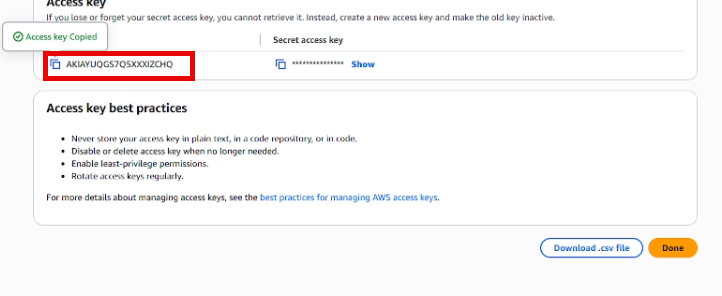 Access key
If you lose or forget your secret access key, you cannot retrieve it. Instead, create a new access key and make the old key inactive.
Access key Copied
Secret access key
AKIAYUQGS7QSXXXIZCHQ
*************** Show
Access key best practices
• Never store your access key in plain text, in a code repository, or in code.
• Disable or delete access key when no longer needed.
• Enable least-privilege permissions.
• Rotate access keys regularly.
For more details about managing access keys, see the best practices for managing AWS access keys.
Download .csv file
Done